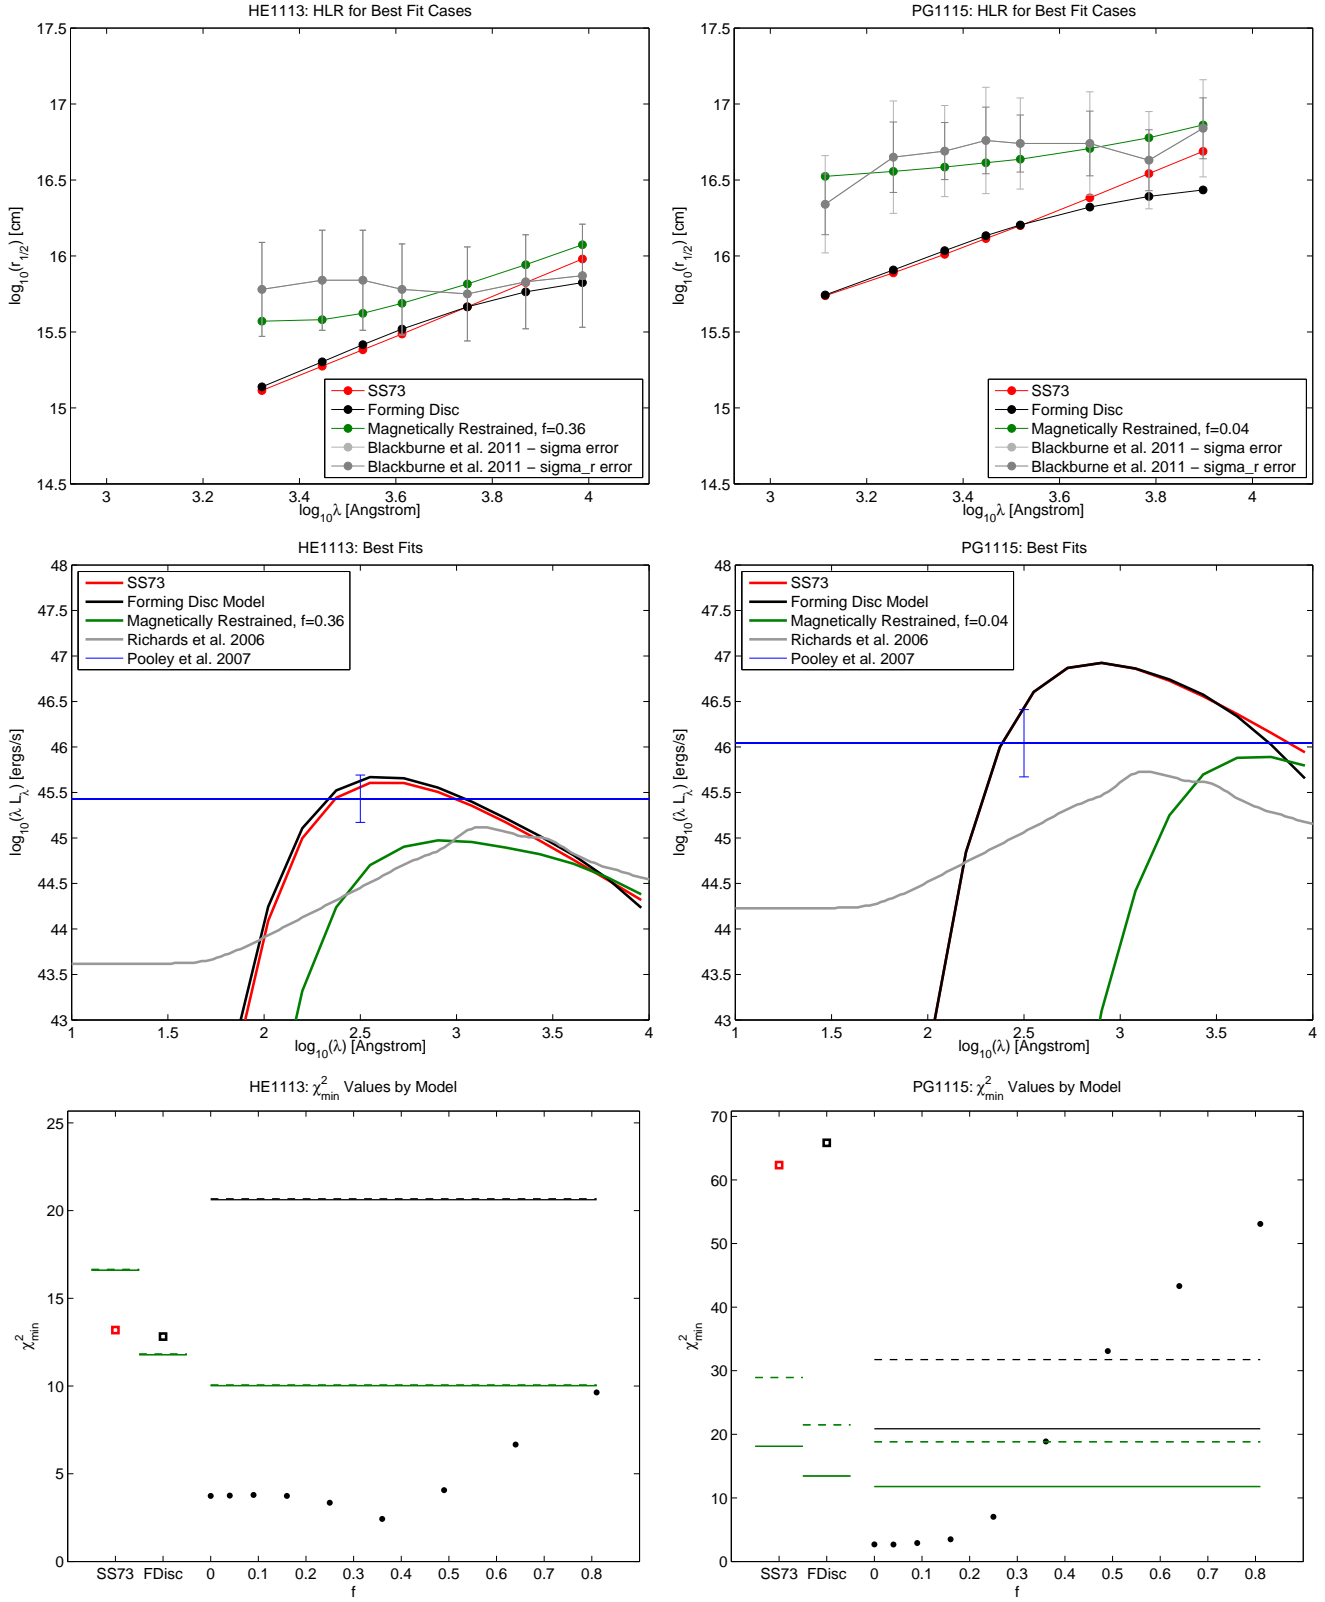 HE1113: HLR for Best Fit Cases
17.5
17
16.5
16
15.5
15
14.5
log10(r1/2) [cm]
3
3.2
3.4
3.6
3.8
4
log10λ [Angstrom]
SS73
Forming Disc
Magnetically Restrained, f=0.36
Blackburne et al. 2011 − sigma error
Blackburne et al. 2011 − sigma_r error
PG1115: HLR for Best Fit Cases
17.5
17
16.5
16
15.5
15
14.5
log10(r1/2) [cm]
3
3.2
3.4
3.6
3.8
4
log10λ [Angstrom]
SS73
Forming Disc
Magnetically Restrained, f=0.04
Blackburne et al. 2011 − sigma error
Blackburne et al. 2011 − sigma_r error
HE1113: Best Fits
48
47.5
47
46.5
46
45.5
45
44.5
44
43.5
43
log10(λ Lλ) [ergs/s]
1
1.5
2
2.5
3
3.5
4
log10(λ) [Angstrom]
SS73
Forming Disc Model
Magnetically Restrained, f=0.36
Richards et al. 2006
Pooley et al. 2007
PG1115: Best Fits
48
47.5
47
46.5
46
45.5
45
44.5
44
43.5
43
log10(λ Lλ) [ergs/s]
1
1.5
2
2.5
3
3.5
4
log10(λ) [Angstrom]
SS73
Forming Disc Model
Magnetically Restrained, f=0.04
Richards et al. 2006
Pooley et al. 2007
HE1113: χ²min Values by Model
25
20
15
10
5
0
χ²min
SS73
FDisc
0
0.1
0.2
0.3
0.4
0.5
0.6
0.7
0.8
f
PG1115: χ²min Values by Model
70
60
50
40
30
20
10
0
χ²min
SS73
FDisc
0
0.1
0.2
0.3
0.4
0.5
0.6
0.7
0.8
f